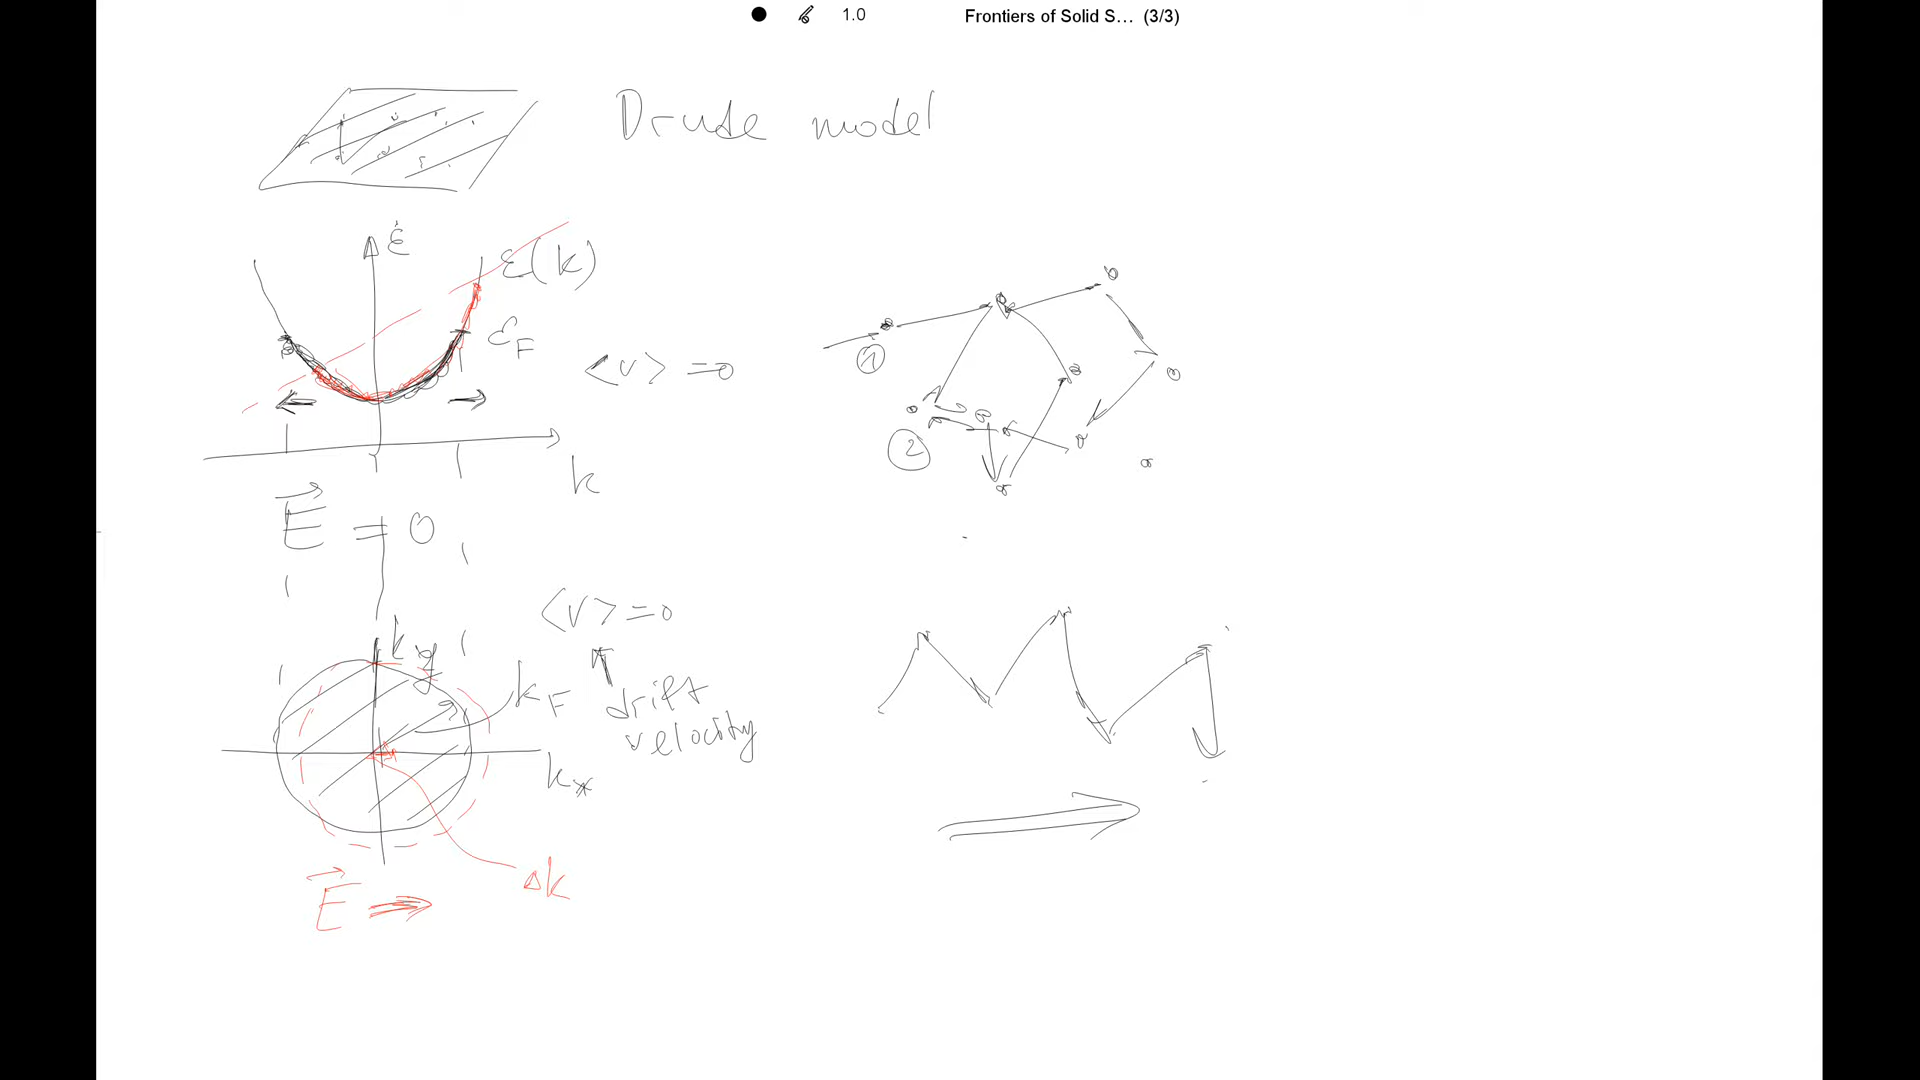 1.0 Frontiers of Solid S... (3/3)
Drude model
ε
ε(k)
ε_F
<v> = 0
k
E = 0
①
②
<v> = 0
drift
velocity
k_y
k_F
k_x
Δk
E